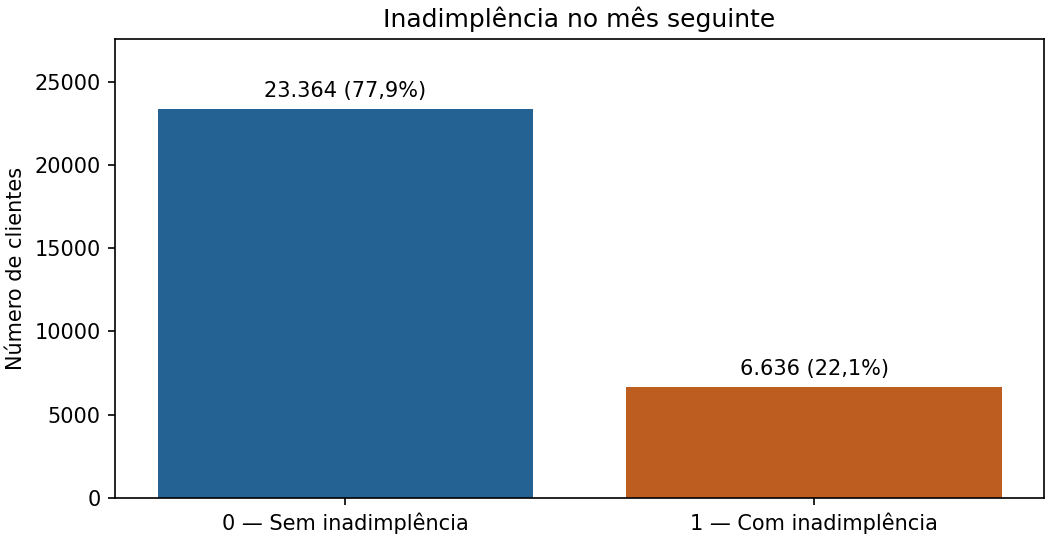 Inadimplência no mês seguinte
Número de clientes
25000
20000
15000
10000
5000
0
23.364 (77,9%)
6.636 (22,1%)
0 — Sem inadimplência
1 — Com inadimplência